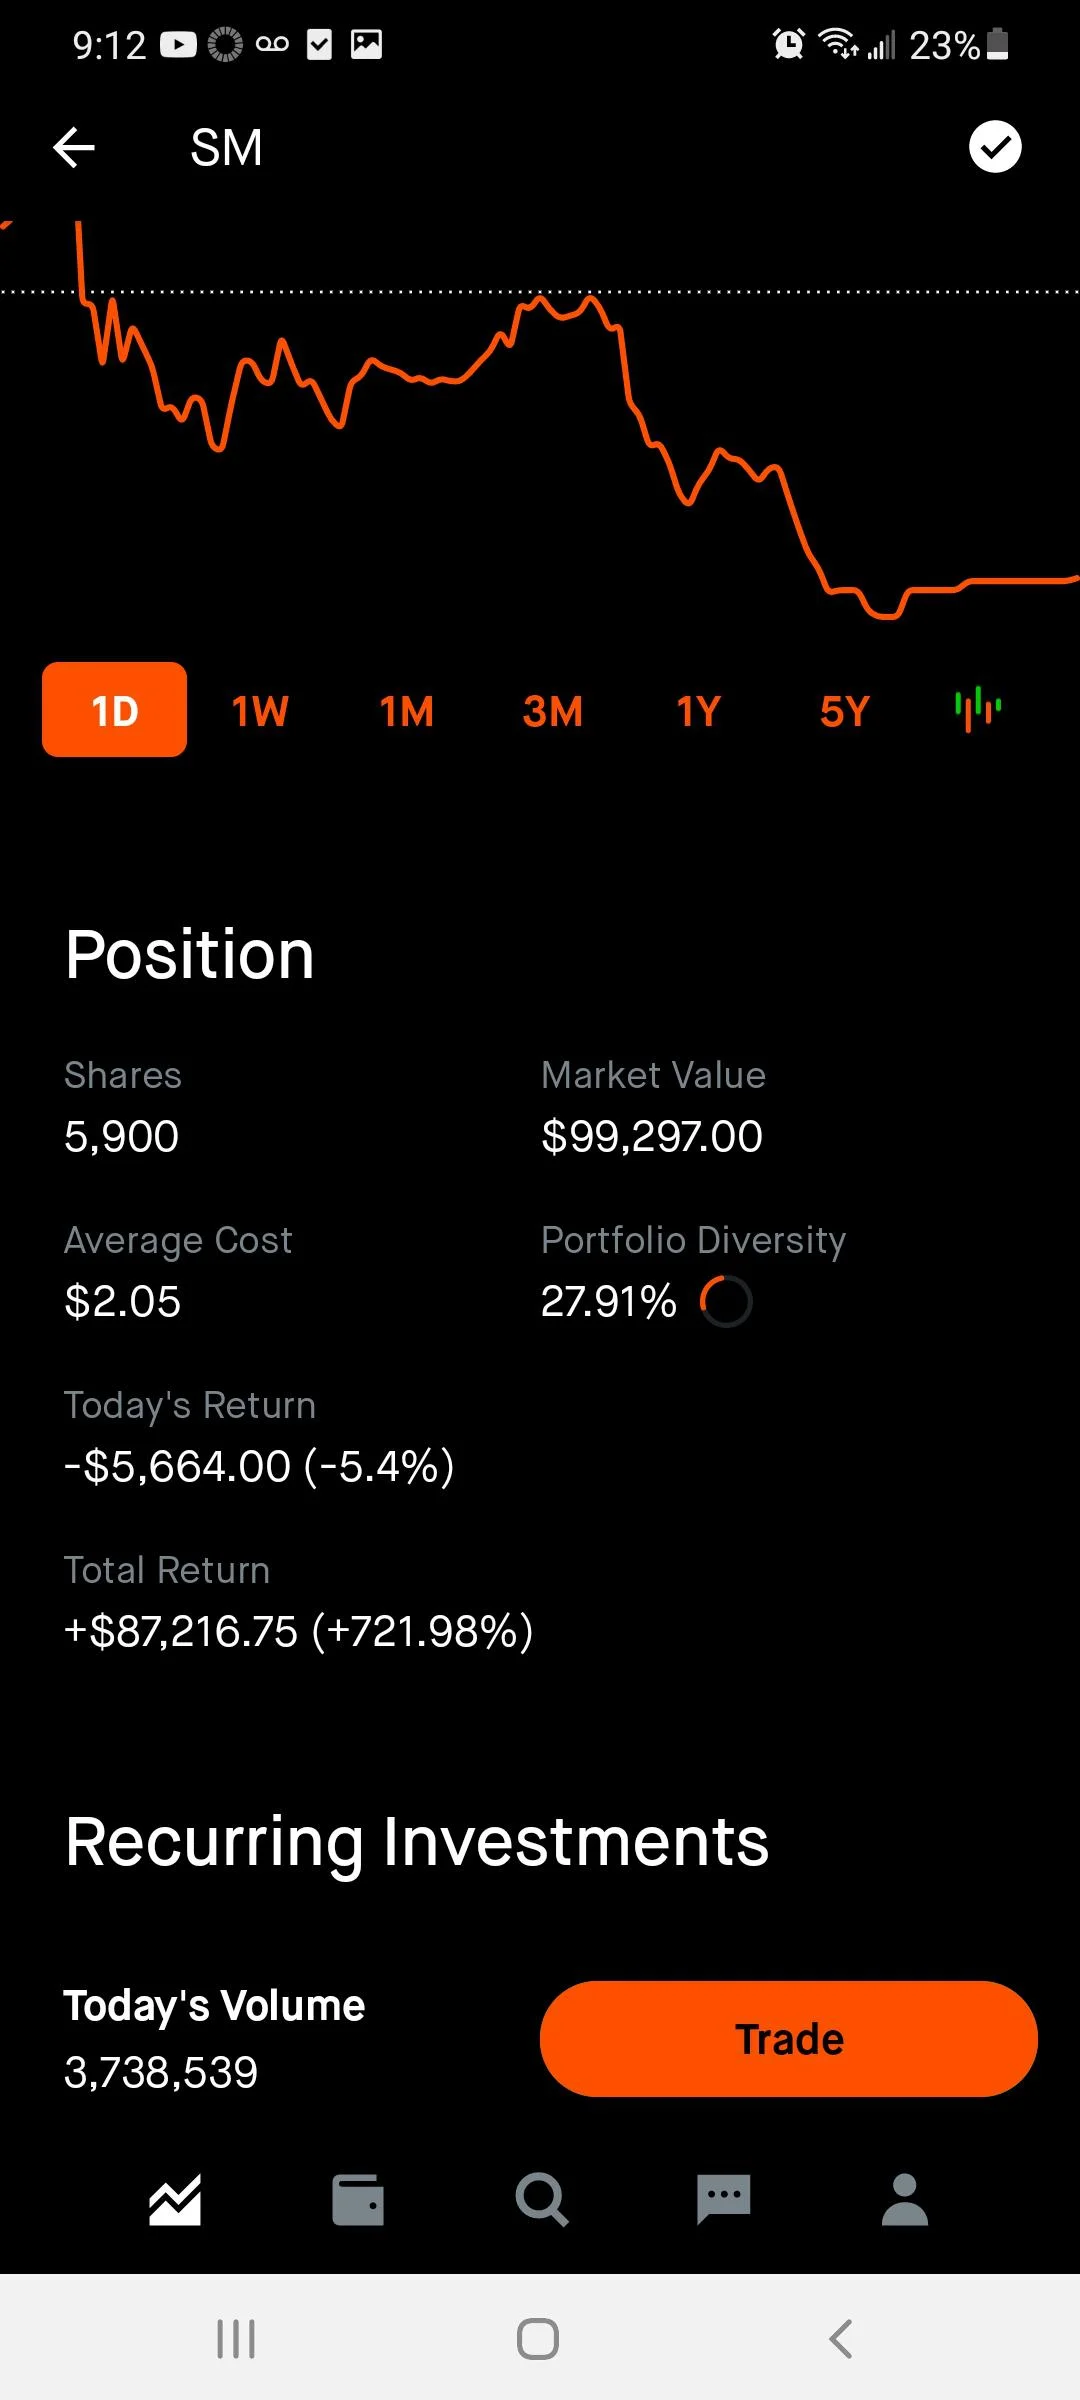 9:12 23%
SM
1D 1W 1M 3M 1Y 5Y
Position
Shares Market Value
5,900 $99,297.00
Average Cost Portfolio Diversity
$2.05 27.91%
Today's Return
-$5,664.00 (-5.4%)
Total Return
+$87,216.75 (+721.98%)
Recurring Investments
Today's Volume
3,738,539
Trade